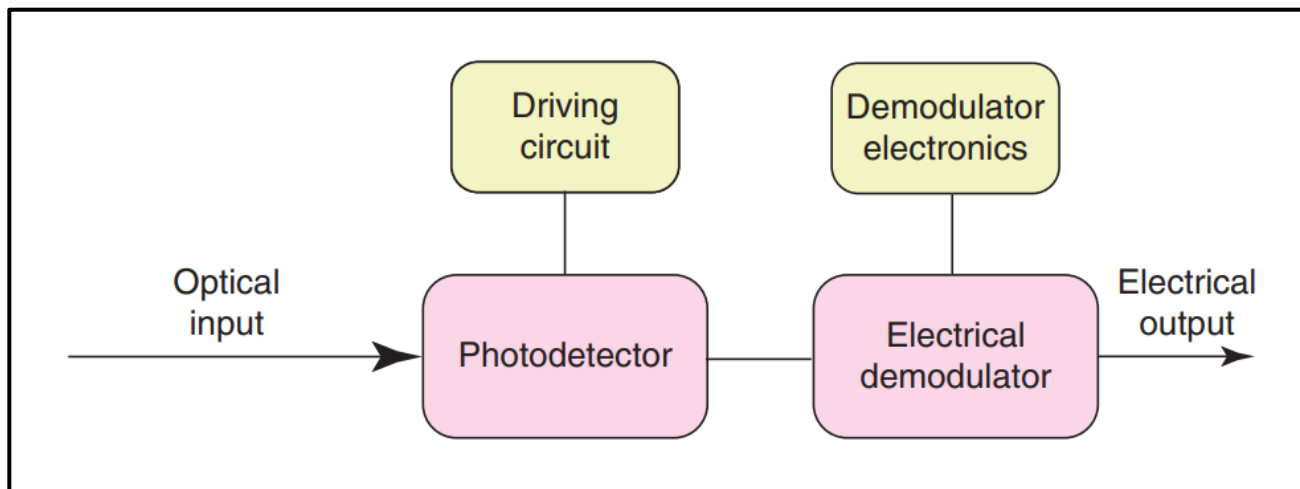 Driving
circuit
Demodulator
electronics
Optical
input
Photodetector
Electrical
demodulator
Electrical
output